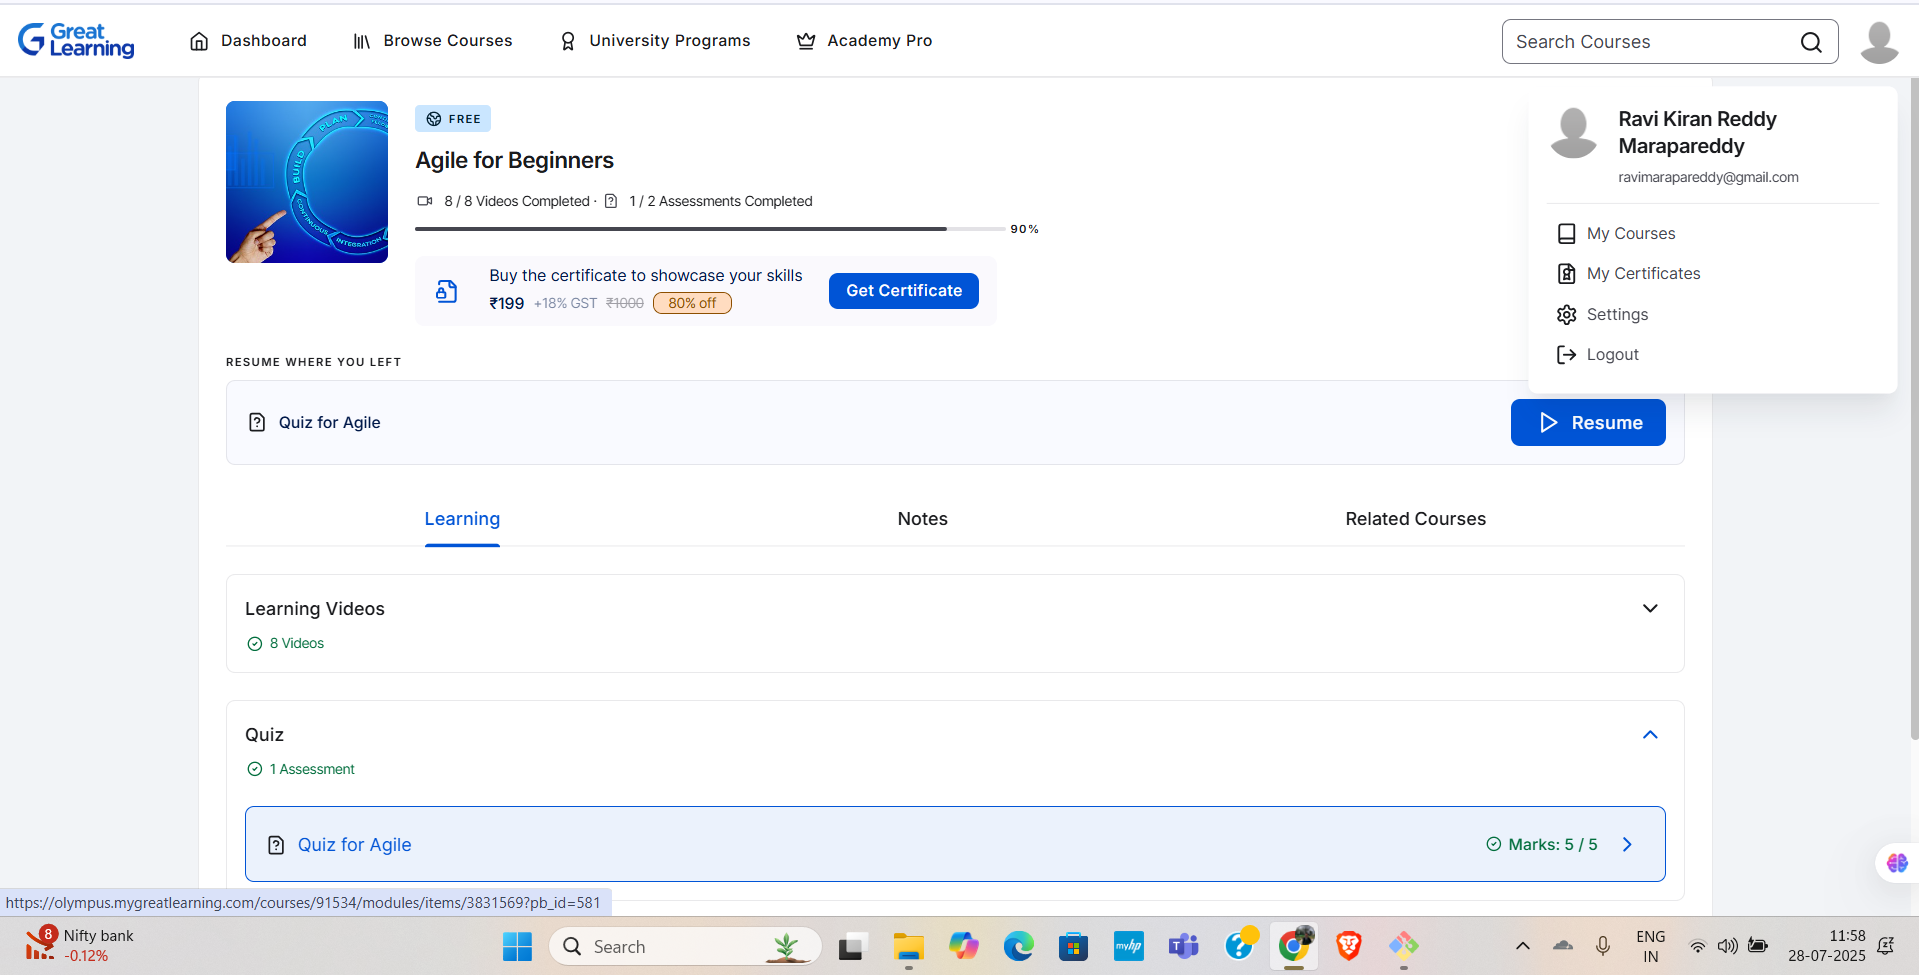 Great
Learning
Dashboard
Browse Courses
University Programs
Academy Pro
Search Courses
PLAN
BUILD
CONTINUOUS
INTEGRATION
FREE
Agile for Beginners
8 / 8 Videos Completed · 1 / 2 Assessments Completed
90%
Buy the certificate to showcase your skills
₹199 +18% GST ₹1000 80% off
Get Certificate
Ravi Kiran Reddy
Marapareddy
ravimarapareddy@gmail.com
My Courses
My Certificates
Settings
Logout
RESUME WHERE YOU LEFT
Quiz for Agile
Resume
Learning
Notes
Related Courses
Learning Videos
8 Videos
Quiz
1 Assessment
Quiz for Agile
Marks: 5 / 5
https://olympus.mygreatlearning.com/courses/91534/modules/items/3831569?pb_id=581
8
Nifty bank
-0.12%
Search
myhp
T
ENG
IN
11:58
28-07-2025